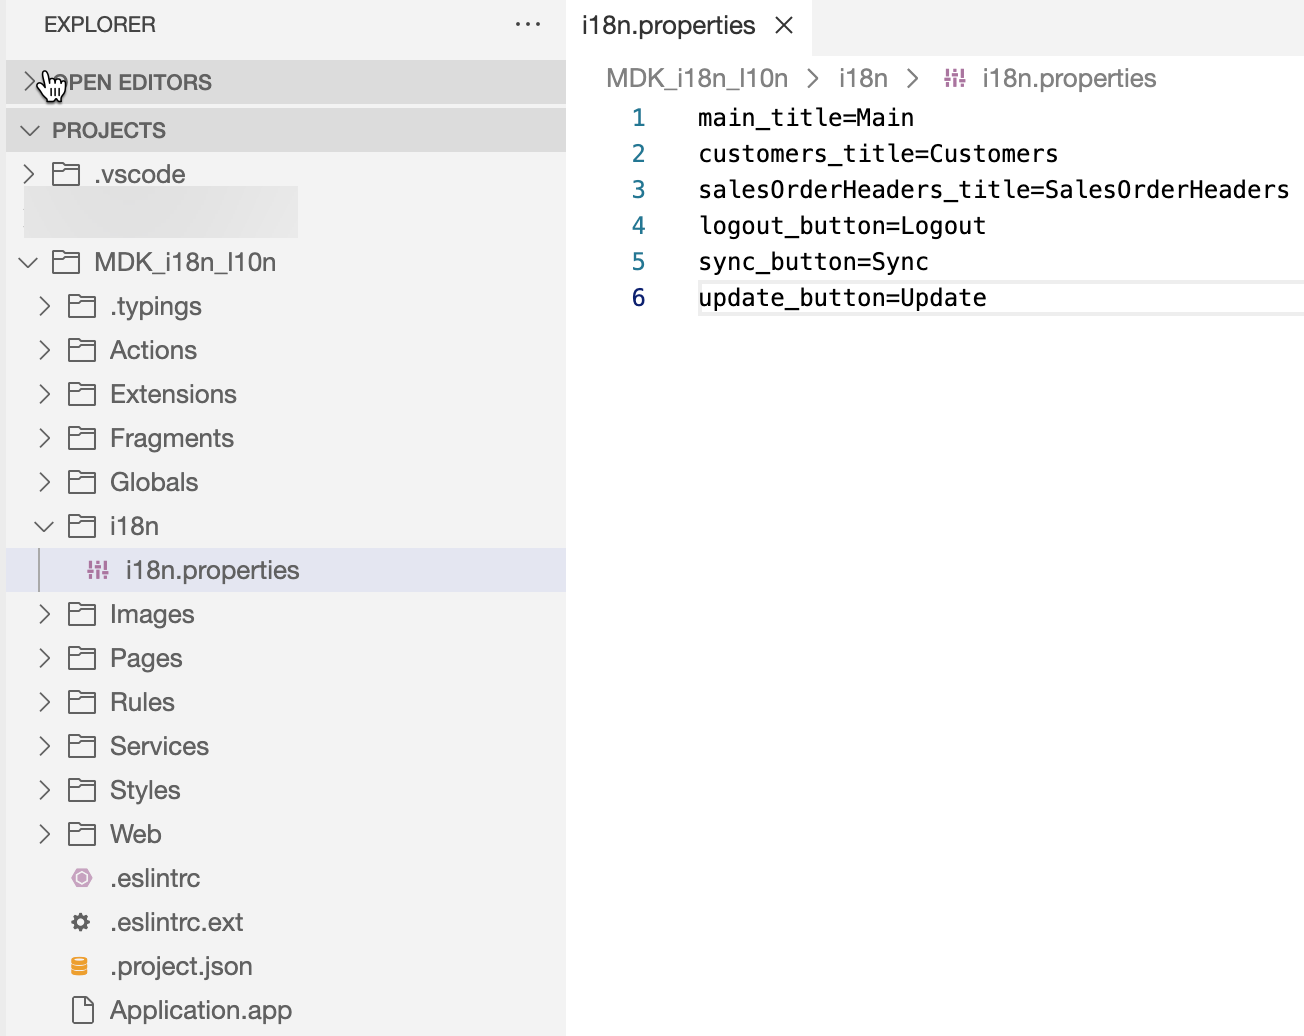 EXPLORER
OPEN EDITORS
PROJECTS
.vscode
MDK_i18n_l10n
.typings
Actions
Extensions
Fragments
Globals
i18n
i18n.properties
Images
Pages
Rules
Services
Styles
Web
.eslintrc
.eslintrc.ext
.project.json
Application.app
i18n.properties
MDK_i18n_l10n > i18n > i18n.properties
1 main_title=Main
2 customers_title=Customers
3 salesOrderHeaders_title=SalesOrderHeaders
4 logout_button=Logout
5 sync_button=Sync
6 update_button=Update